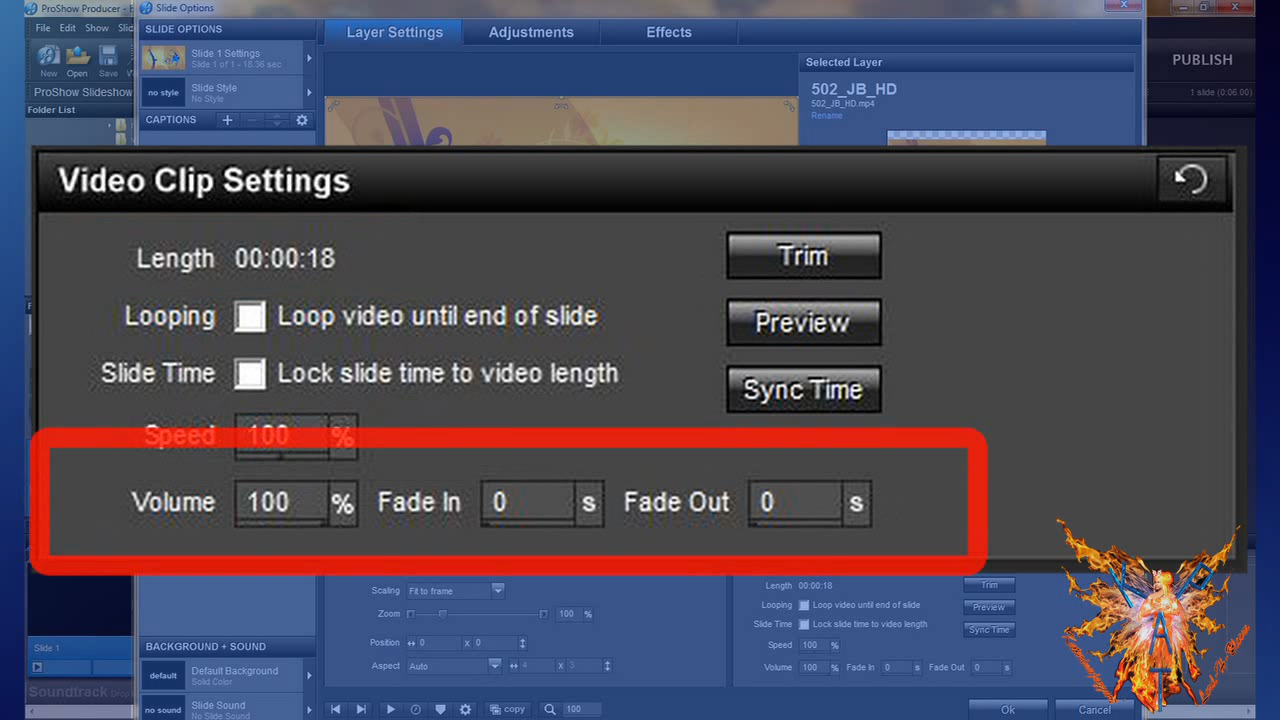 ProShow Producer -
Slide Options
File Edit Show
SLIDE OPTIONS
Layer Settings
Adjustments
Effects
Slide 1 Settings
Slide 1 of 1 - 18.36 sec
Selected Layer
PUBLISH
New Open Save
no style
Slide Style
No Style
502_JB_HD
502_JB_HD.mp4
Rename
ProShow Slideshow
1 slide (0:06.00)
Folder List
CAPTIONS
Video Clip Settings
Length 00:00:18
Trim
Looping Loop video until end of slide
Preview
Slide Time Lock slide time to video length
Sync Time
Speed 100 %
Volume 100 % Fade In 0 s Fade Out 0 s
Scaling Fit to frame
Zoom 100 %
Position 0 x 0
Aspect Auto 4 x 3
Length 00:00:18
Trim
Looping Loop video until end of slide
Preview
Slide Time Lock slide time to video length
Sync Time
Speed 100 %
Volume 100 % Fade In 0 s Fade Out 0 s
Slide 1
BACKGROUND + SOUND
default
Default Background
Solid Color
Soundtrack
no sound
Slide Sound
No Slide Sound
copy
100
Ok
Cancel